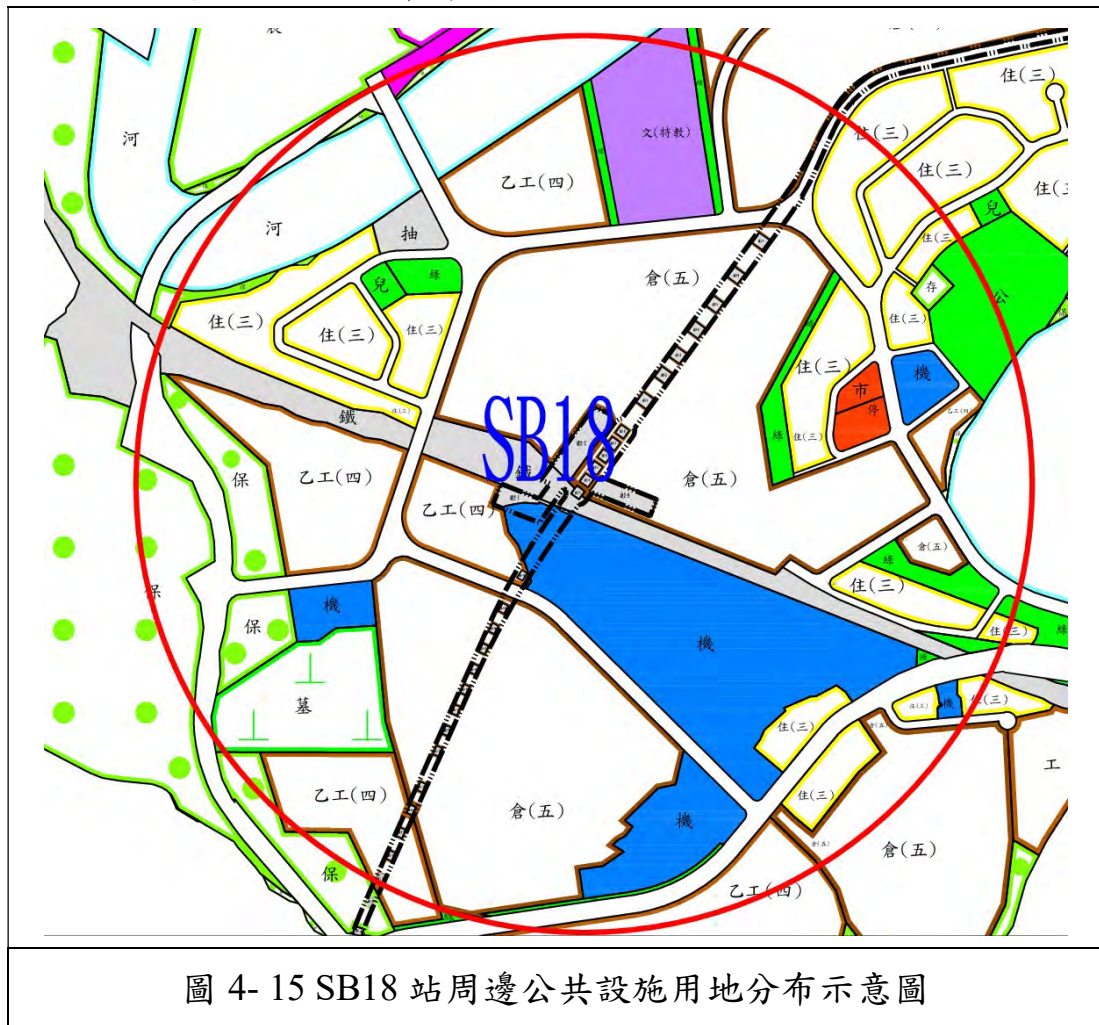 河
文(特教)
住(三)
住(三)
住(三)
乙工(四)
河
抽
兒
住(三)
兒
綠
倉(五)
公
存
住(三)
住(三)
住(三)
住(三)
住(三)
市
機
停
鐵
SB18
綠
住(三)
保
乙工(四)
乙工(四)
倉(五)
倉(五)
綠
住(三)
保
機
保
機
綠
住(三)
墓
住(三)
機
住(三)
工
乙工(四)
住(三)
倉(五)
機
倉(五)
保
乙工(四)
圖 4- 15 SB18 站周邊公共設施用地分布示意圖